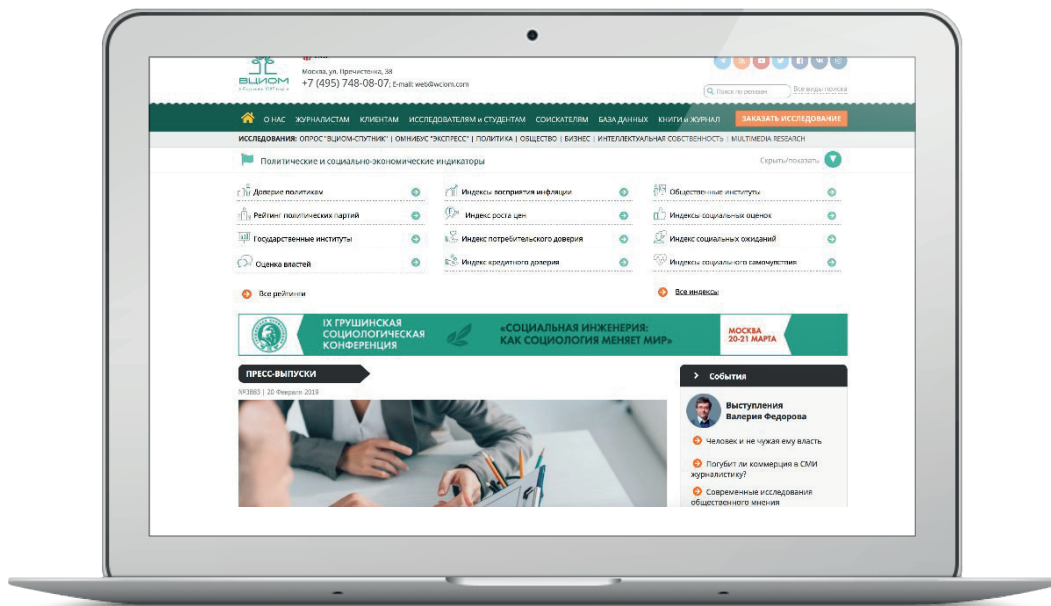 ВЦИОМ
Москва, ул. Пречистенка, 38
+7 (495) 748-08-07; E-mail: web@wciom.com
Поиск по региону
Все виды поиска
О НАС ЖУРНАЛИСТАМ КЛИЕНТАМ ИССЛЕДОВАТЕЛЯМ И СТУДЕНТАМ СОИСКАТЕЛЯМ БАЗА ДАННЫХ КНИГИ И ЖУРНАЛ ЗАКАЗАТЬ ИССЛЕДОВАНИЕ
ИССЛЕДОВАНИЯ: ОПРОС "ВЦИОМ-СПУТНИК" | ОМНИБУС "ЭКСПРЕСС" | ПОЛИТИКА | ОБЩЕСТВО | БИЗНЕС | ИНТЕЛЛЕКТУАЛЬНАЯ СОБСТВЕННОСТЬ | MULTIMEDIA RESEARCH
Политические и социально-экономические индикаторы
Скрыть/показать
Доверие политикам
Индексы восприятия инфляции
Общественные институты
Рейтинг политических партий
Индекс роста цен
Индексы социальных оценок
Государственные институты
Индекс потребительского доверия
Индекс социальных ожиданий
Оценка властей
Индекс кредитного доверия
Индексы социального самочувствия
Все рейтинги
Все индексы
IX ГРУШИНСКАЯ
СОЦИОЛОГИЧЕСКАЯ
КОНФЕРЕНЦИЯ
«СОЦИАЛЬНАЯ ИНЖЕНЕРИЯ:
КАК СОЦИОЛОГИЯ МЕНЯЕТ МИР»
МОСКВА
20-21 МАРТА
ПРЕСС-ВЫПУСКИ
№3883 | 20 Февраля 2019
События
Выступления
Валерия Федорова
Человек и не чужая ему власть
Погубит ли коммерция в СМИ
журналистику?
Современные исследования
общественного мнения